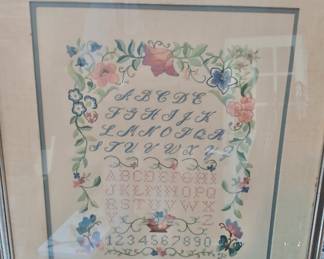 A B C D E
F G H I J K
L M N O P Q R
S T U V W X Y Z
A B C D E F G H I
J K L M N O P Q
R S T U V W X Y
Z
1 2 3 4 5 6 7 8 9 0